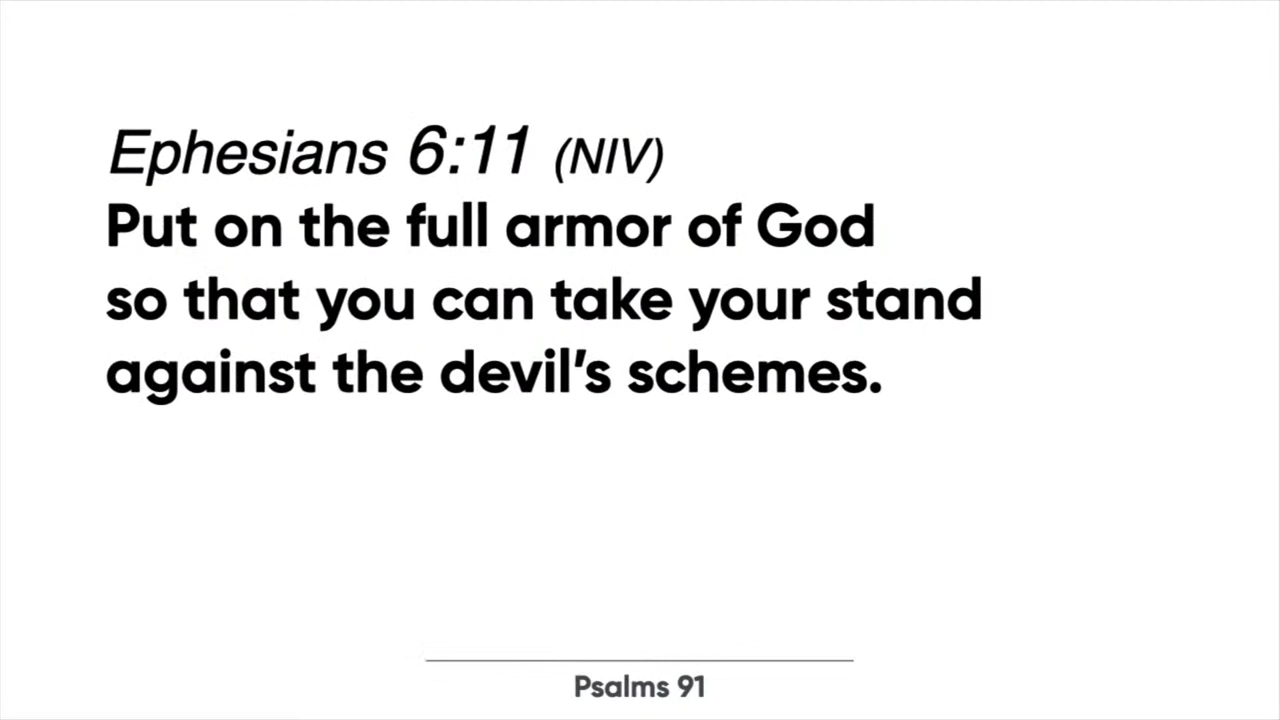 Ephesians 6:11 (NIV)
Put on the full armor of God
so that you can take your stand
against the devil’s schemes.
Psalms 91